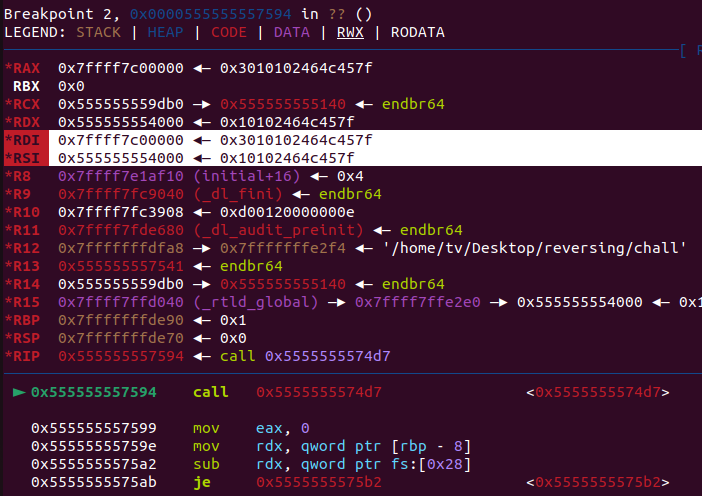 Breakpoint 2, 0x0000555555557594 in ?? ()
LEGEND: STACK | HEAP | CODE | DATA | RWX | RODATA
[ R
*RAX 0x7ffff7c00000 ◂— 0x3010102464c457f
RBX 0x0
*RCX 0x555555559db0 —▸ 0x555555555140 ◂— endbr64
*RDX 0x555555554000 ◂— 0x10102464c457f
*RDI 0x7ffff7c00000 ◂— 0x3010102464c457f
*RSI 0x555555554000 ◂— 0x10102464c457f
*R8 0x7ffff7e1af10 (initial+16) ◂— 0x4
*R9 0x7ffff7fc9040 (_dl_fini) ◂— endbr64
*R10 0x7ffff7fc3908 ◂— 0xd00120000000e
*R11 0x7ffff7fde680 (_dl_audit_preinit) ◂— endbr64
*R12 0x7fffffffdfa8 —▸ 0x7fffffffe2f4 ◂— '/home/tv/Desktop/reversing/chall'
*R13 0x555555557541 ◂— endbr64
*R14 0x555555559db0 —▸ 0x555555555140 ◂— endbr64
*R15 0x7ffff7ffd040 (_rtld_global) —▸ 0x7ffff7ffe2e0 —▸ 0x555555554000 ◂— 0x1
*RBP 0x7fffffffde90 ◂— 0x1
*RSP 0x7fffffffde70 ◂— 0x0
*RIP 0x555555557594 ◂— call 0x5555555574d7
► 0x555555557594 call 0x5555555574d7 <0x5555555574d7>
0x555555557599 mov eax, 0
0x55555555759e mov rdx, qword ptr [rbp - 8]
0x5555555575a2 sub rdx, qword ptr fs:[0x28]
0x5555555575ab je 0x5555555575b2 <0x5555555575b2>